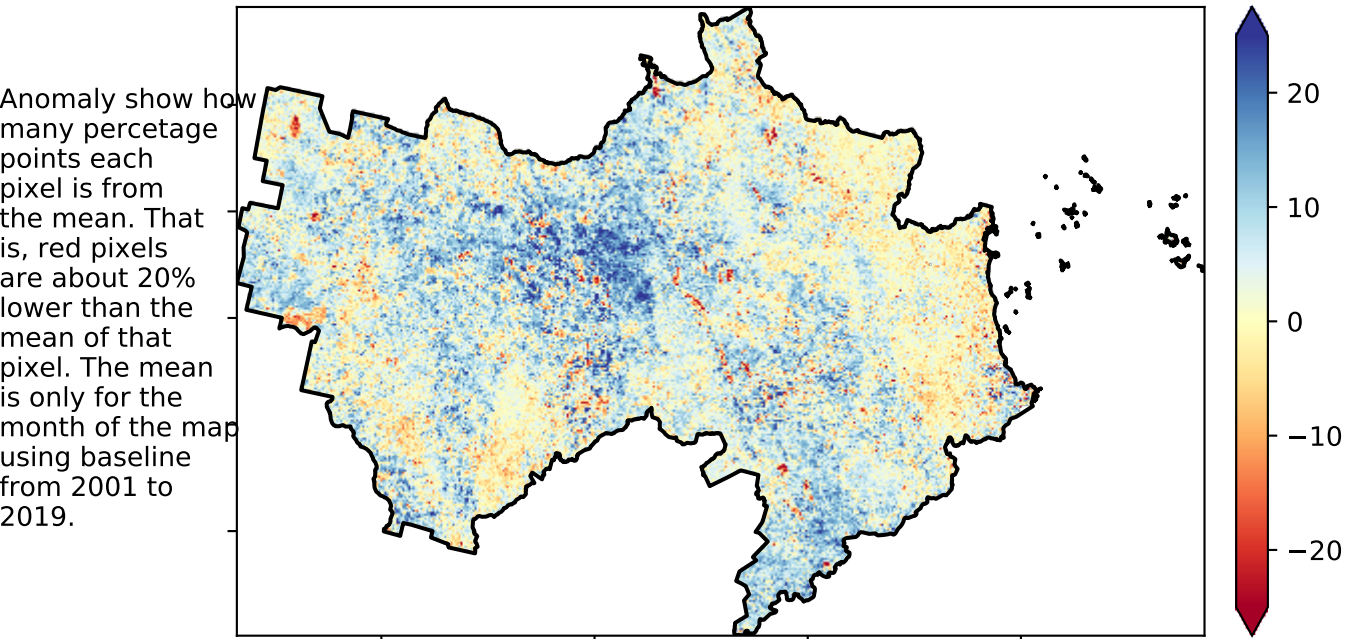 Anomaly show how
many percetage
points each
pixel is from
the mean. That
is, red pixels
are about 20%
lower than the
mean of that
pixel. The mean
is only for the
month of the map
using baseline
from 2001 to
2019.
20
10
0
−10
−20